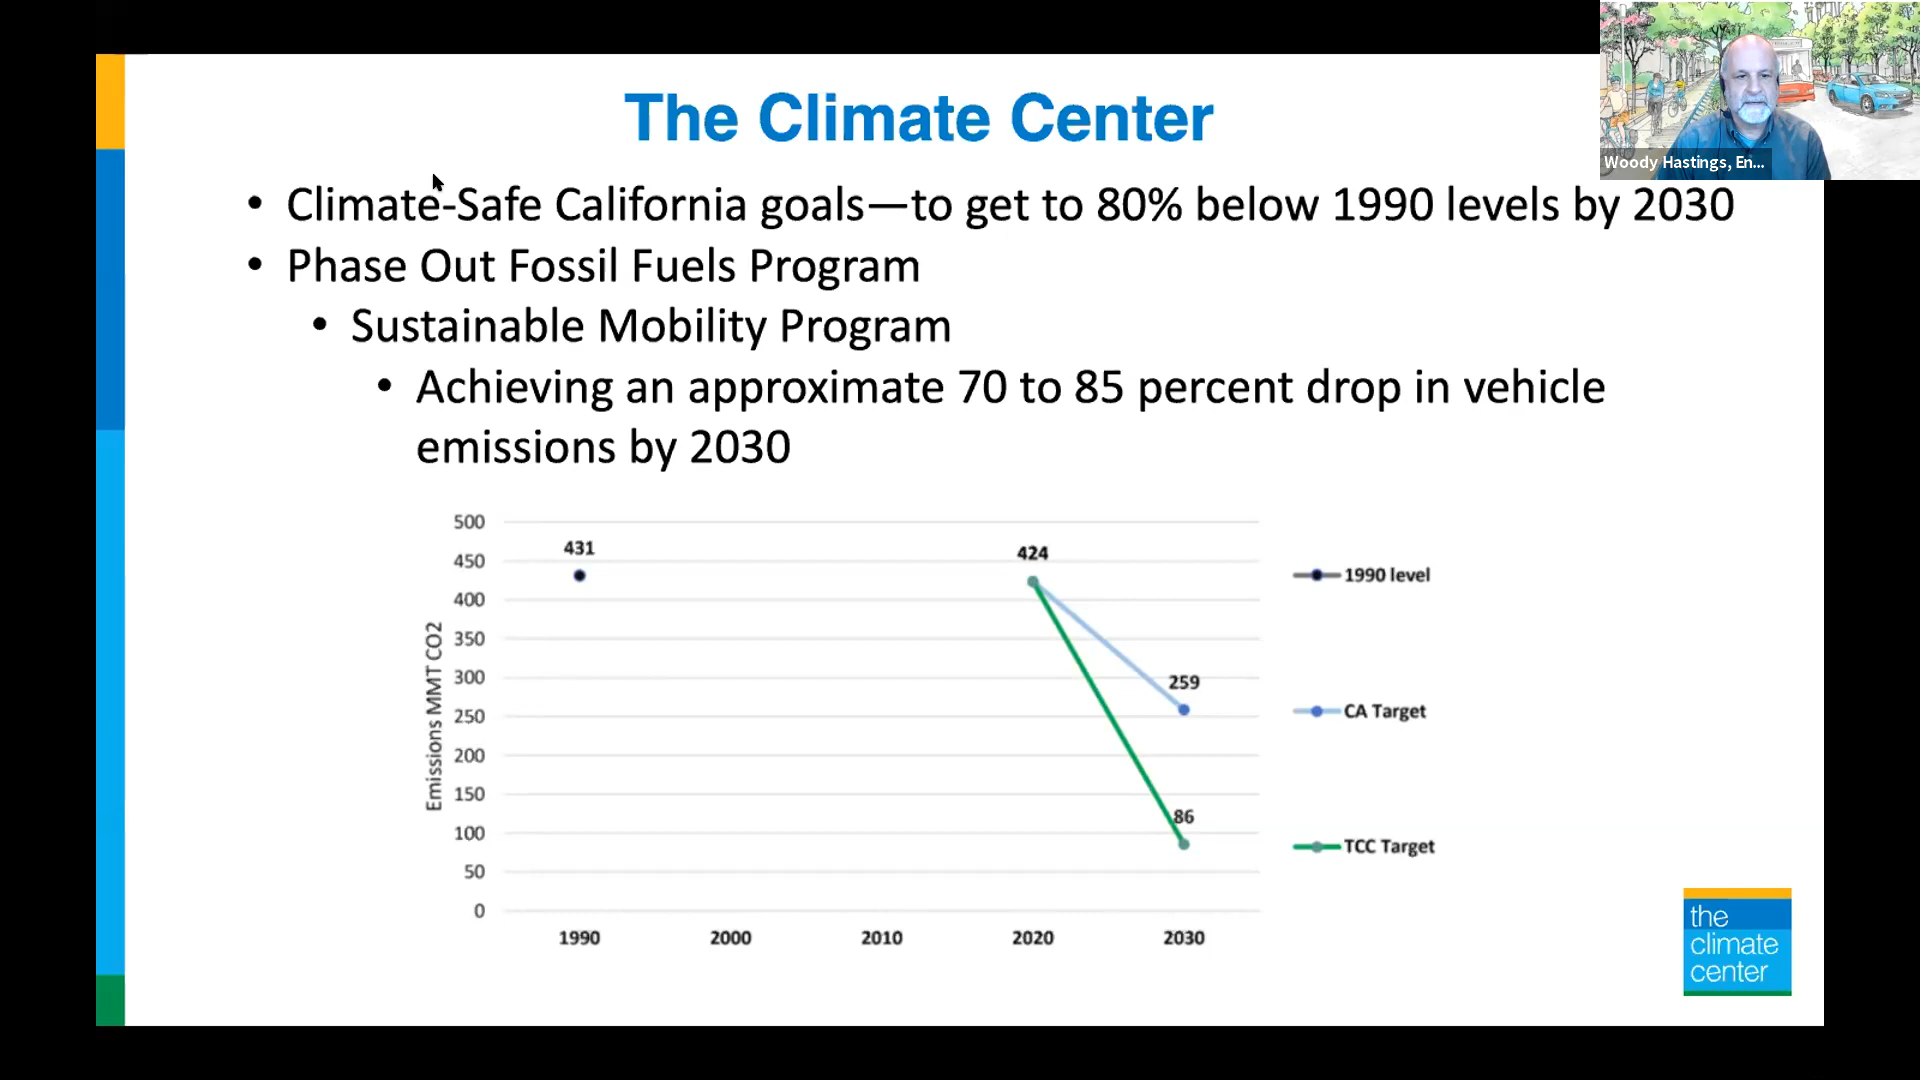 The Climate Center
Woody Hastings, En...
• Climate-Safe California goals—to get to 80% below 1990 levels by 2030
• Phase Out Fossil Fuels Program
• Sustainable Mobility Program
• Achieving an approximate 70 to 85 percent drop in vehicle
emissions by 2030
Emissions MMT CO2
500
450
400
350
300
250
200
150
100
50
0
431
424
259
86
1990 2000 2010 2020 2030
1990 level
CA Target
TCC Target
the
climate
center